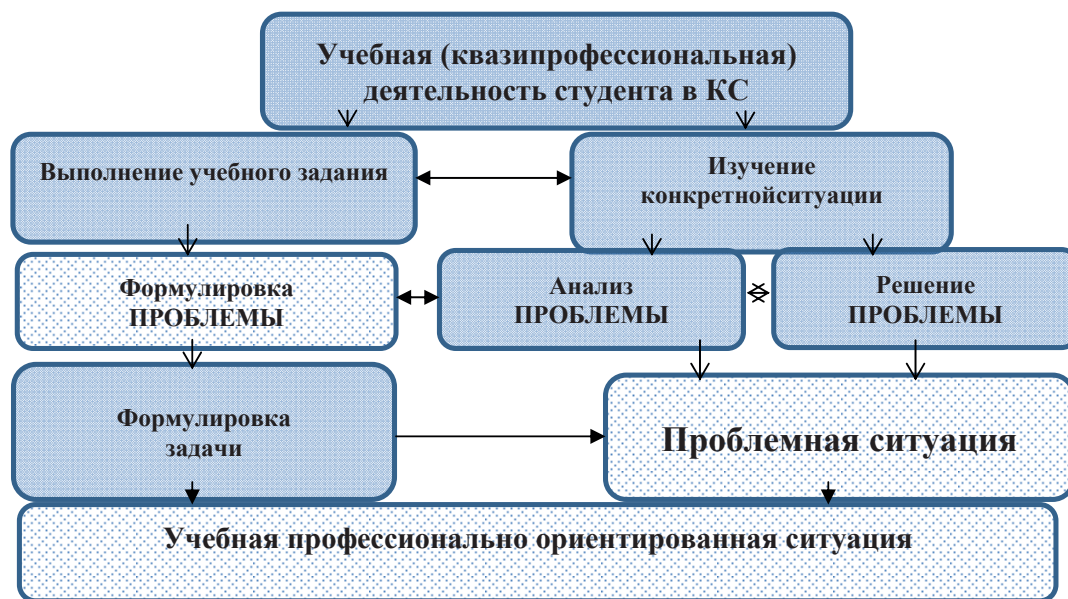 Учебная (квазипрофессиональная)
деятельность студента в КС
Выполнение учебного задания
Изучение
конкретнойситуации
Формулировка
ПРОБЛЕМЫ
Анализ
ПРОБЛЕМЫ
Решение
ПРОБЛЕМЫ
Формулировка
задачи
Проблемная ситуация
Учебная профессионально ориентированная ситуация